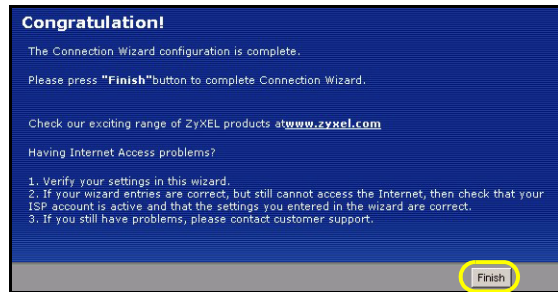 Congratulation!
The Connection Wizard configuration is complete.
Please press "Finish"button to complete Connection Wizard.
Check our exciting range of ZyXEL products atwww.zyxel.com
Having Internet Access problems?
1. Verify your settings in this wizard.
2. If your wizard entries are correct, but still cannot access the Internet, then check that your
ISP account is active and that the settings you entered in the wizard are correct.
3. If you still have problems, please contact customer support.
Finish